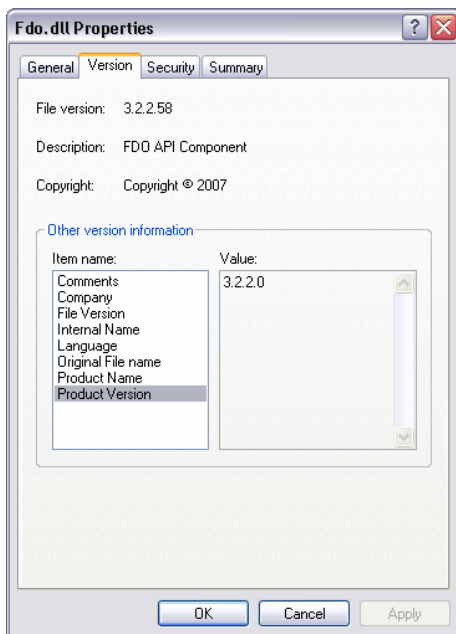 Fdo.dll Properties
General Version Security Summary
File version: 3.2.2.58
Description: FDO API Component
Copyright: Copyright © 2007
Other version information
Item name: Value:
Comments 3.2.2.0
Company
File Version
Internal Name
Language
Original File name
Product Name
Product Version
OK Cancel Apply